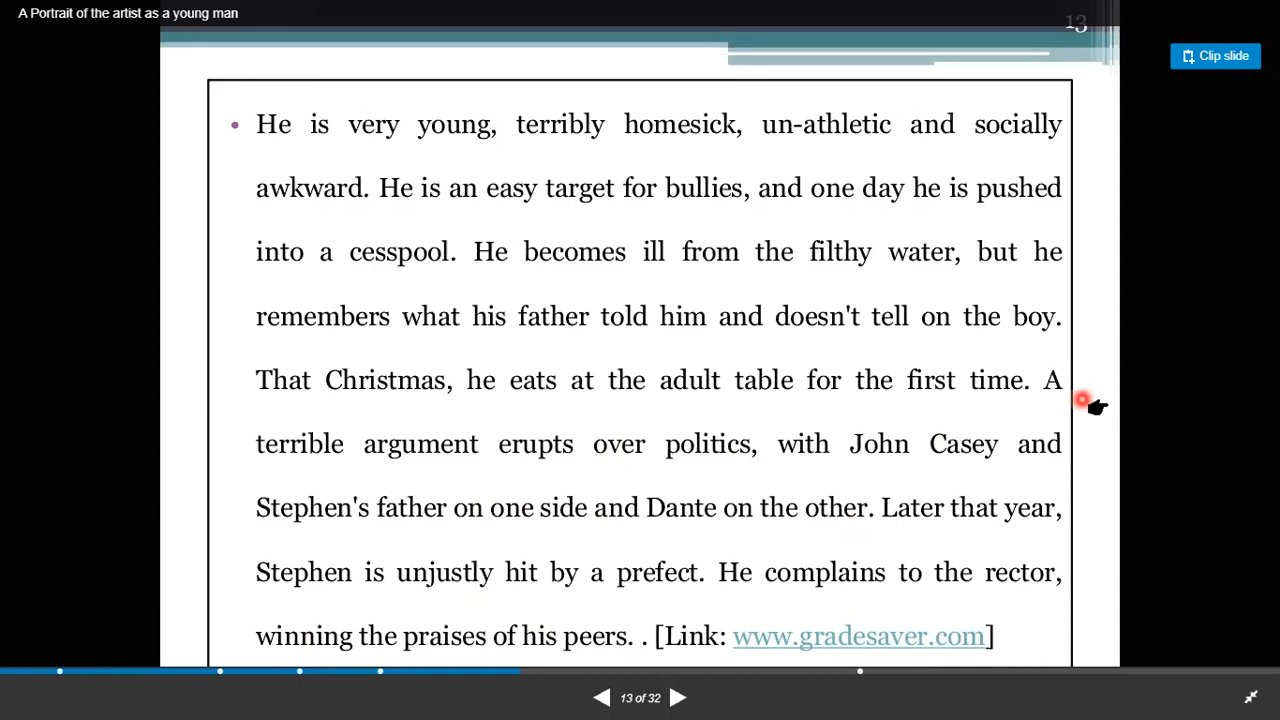 A Portrait of the artist as a young man
13
Clip slide
• He is very young, terribly homesick, un-athletic and socially
awkward. He is an easy target for bullies, and one day he is pushed
into a cesspool. He becomes ill from the filthy water, but he
remembers what his father told him and doesn't tell on the boy.
That Christmas, he eats at the adult table for the first time. A
terrible argument erupts over politics, with John Casey and
Stephen's father on one side and Dante on the other. Later that year,
Stephen is unjustly hit by a prefect. He complains to the rector,
winning the praises of his peers. . [Link: www.gradesaver.com]
13 of 32